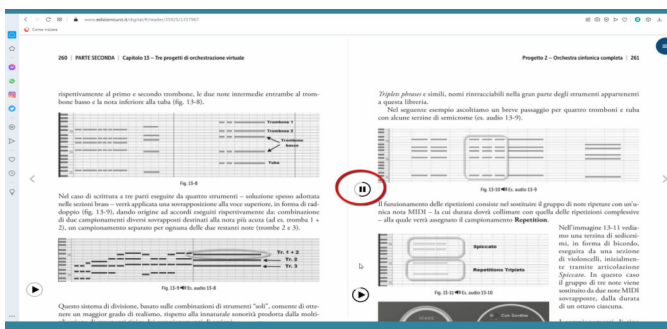 www.edizionicurci.it/digital/#/reader/35925/1357967
Come iniziare
260 | PARTE SECONDA | Capitolo 13 – Tre progetti di orchestrazione virtuale
rispettivamente al primo e secondo trombone, le due note intermedie entrambe al trom-
bone basso e la nota inferiore alla tuba (fig. 13-8).
Trombone 1
Trombone 2
Trombone
basso
Tuba
Fig. 13-8
Nel caso di scrittura a tre parti eseguite da quattro strumenti – soluzione spesso adottata
nelle sezioni brass – verrà applicata una sovrapposizione alla voce superiore, in forma di rad-
doppio (fig. 13-9), dando origine ad accordi eseguiti rispettivamente da: combinazione
di due campionamenti diversi sovrapposti destinati alla nota più acuta (ad es. trombone 1 +
2), un campionamento separato per ognuna delle due restanti note (trombe 2 e 3).
Tr. 1 + 2
Tr. 2
Tr. 3
Fig. 13-9 Es. audio 13-8
Questo sistema di divisione, basato sulle combinazioni di strumenti "soli", consente di otte-
nere un maggior grado di realismo, rispetto alla innaturale sonorità prodotta dalla molti-
Progetto 2 – Orchestra sinfonica completa | 261
Triplets phrases e simili, nomi rintracciabili nella gran parte degli strumenti appartenenti
a questa libreria.
Nel seguente esempio ascoltiamo un breve passaggio per quattro tromboni e tuba
con alcune terzine di semicrome (es. audio 13-9).
Fig. 13-10 Es. audio 13-9
Il funzionamento delle ripetizioni consiste nel sostituire il gruppo di note ripetute con un'u-
nica nota MIDI – la cui durata dovrà collimare con quella delle ripetizioni complessive
– alla quale verrà assegnato il campionamento Repetition.
Spiccato
Repetitions Triplets
Fig. 13-11 Es. audio 13-10
Nell'immagine 13-11 vedia-
mo una terzina di sedicesi-
mi, in forma di bicordo,
eseguita da una sezione
di violoncelli, inizialmen-
te tramite articolazione
Spiccato. In questo caso
il gruppo di tre note viene
sostituito da due note MIDI
sovrapposte, dalla durata
di un ottavo ciascuna.
Con Sordino